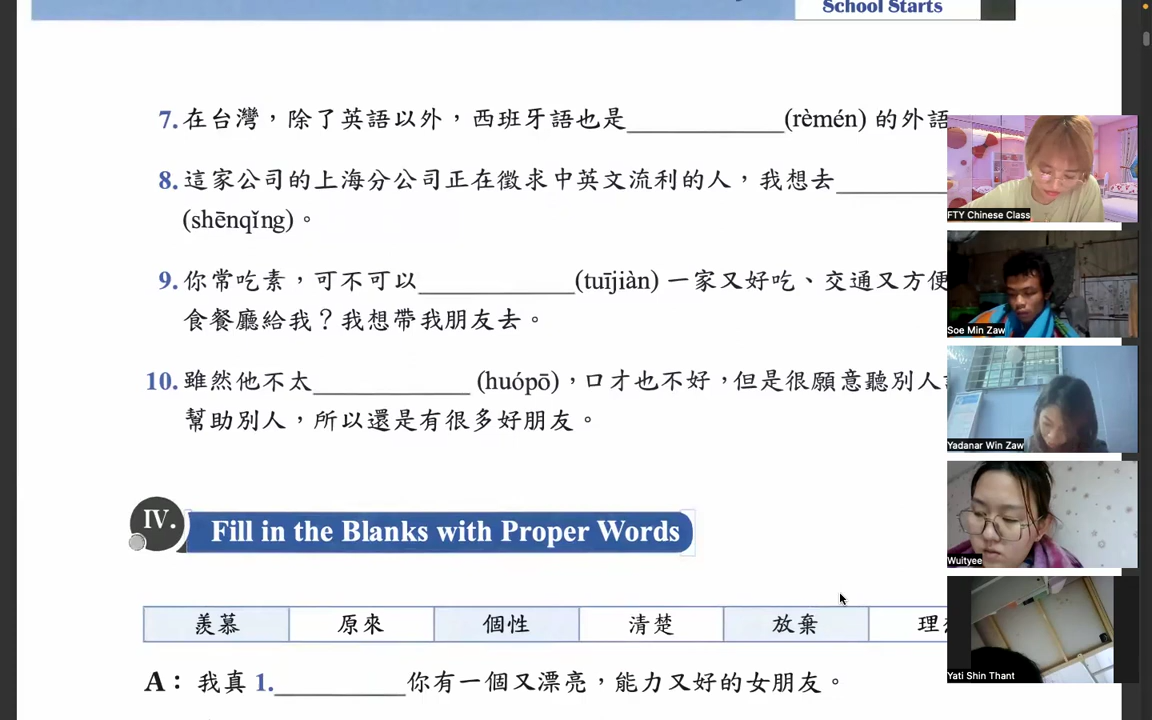 School Starts
7. 在台灣，除了英語以外，西班牙語也是____________(rèmén) 的外語
8. 這家公司的上海分公司正在徵求中英文流利的人，我想去________
(shēnqǐng)。
9. 你常吃素，可不可以____________(tuījiàn) 一家又好吃、交通又方便
食餐廳給我？我想帶我朋友去。
10. 雖然他不太____________ (huópō)，口才也不好，但是很願意聽別人
幫助別人，所以還是有很多好朋友。
IV. Fill in the Blanks with Proper Words
羨慕 原來 個性 清楚 放棄 理
A： 我真 1.__________你有一個又漂亮，能力又好的女朋友。
FTY Chinese Class
Soe Min Zaw
Yadanar Win Zaw
Wuityee
Yati Shin Thant